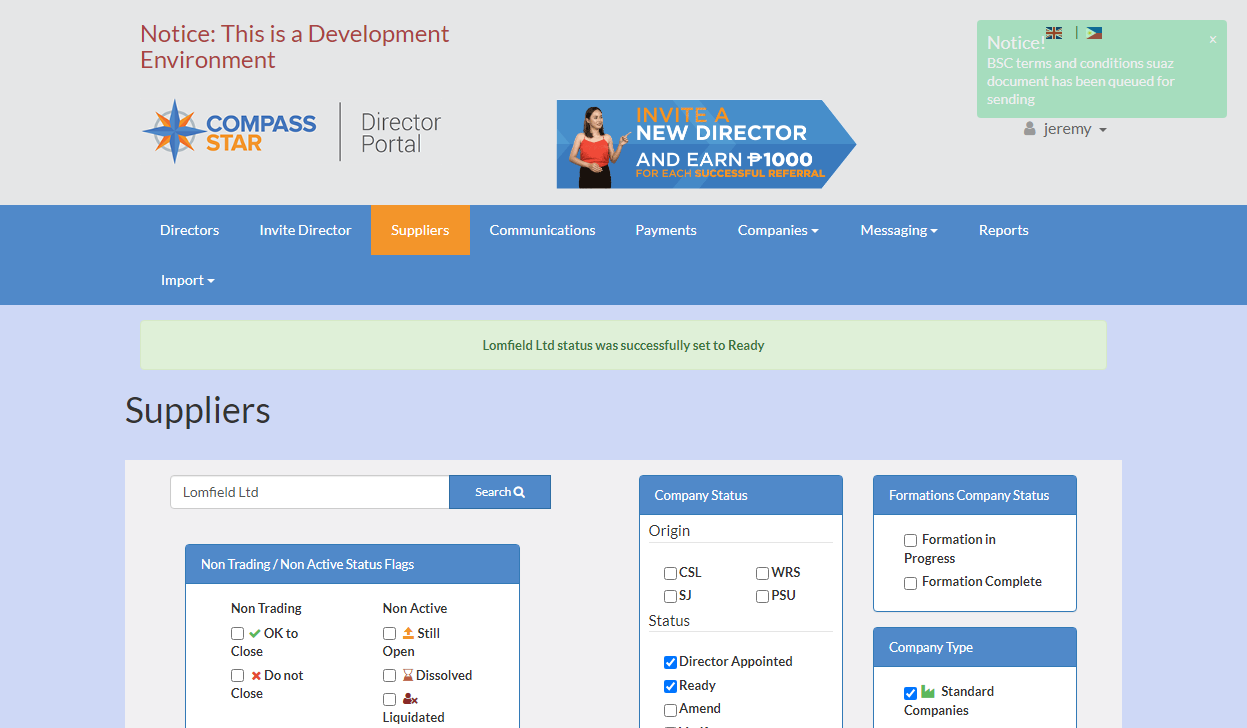 Notice: This is a Development
Environment
Notice!
|
x
BSC terms and conditions suaz
document has been queued for
sending
COMPASS
STAR
Director
Portal
INVITE A
NEW DIRECTOR
AND EARN ₱1000
FOR EACH SUCCESSFUL REFERRAL
jeremy
Directors
Invite Director
Suppliers
Communications
Payments
Companies
Messaging
Reports
Import
Lomfield Ltd status was successfully set to Ready
Suppliers
Lomfield Ltd
Search
Non Trading / Non Active Status Flags
Non Trading
OK to
Close
Do not
Close
Non Active
Still
Open
Dissolved
Liquidated
Company Status
Origin
CSL
WRS
SJ
PSU
Status
Director Appointed
Ready
Amend
Formations Company Status
Formation in
Progress
Formation Complete
Company Type
Standard
Companies